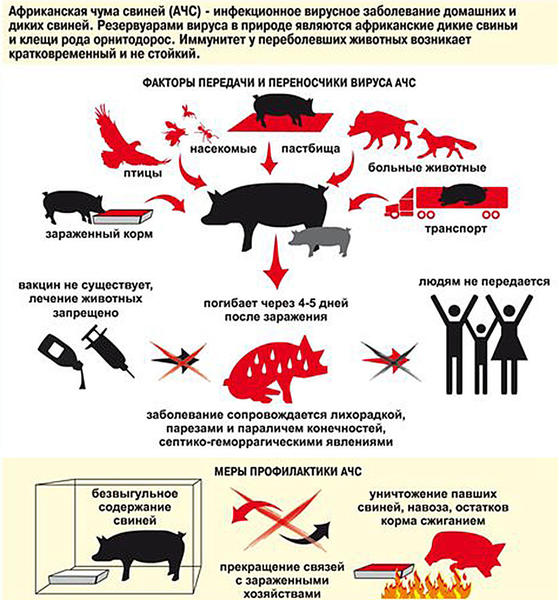 Африканская чума свиней (АЧС) - инфекционное вирусное заболевание домашних и
диких свиней. Резервуарами вируса в природе являются африканские дикие свиньи
и клещи рода орнитодорос. Иммунитет у переболевших животных возникает
кратковременный и не стойкий.
ФАКТОРЫ ПЕРЕДАЧИ И ПЕРЕНОСЧИКИ ВИРУСА АЧС
птицы
насекомые
пастбища
больные животные
зараженный корм
транспорт
вакцин не существует,
лечение животных
запрещено
погибает через 4-5 дней
после заражения
людям не передается
заболевание сопровождается лихорадкой,
парезами и параличем конечностей,
септико-геморрагическими явлениями
МЕРЫ ПРОФИЛАКТИКИ АЧС
безвыгульное
содержание
свиней
уничтожение павших
свиней, навоза, остатков
корма сжиганием
прекращение связей
с зараженными
хозяйствами